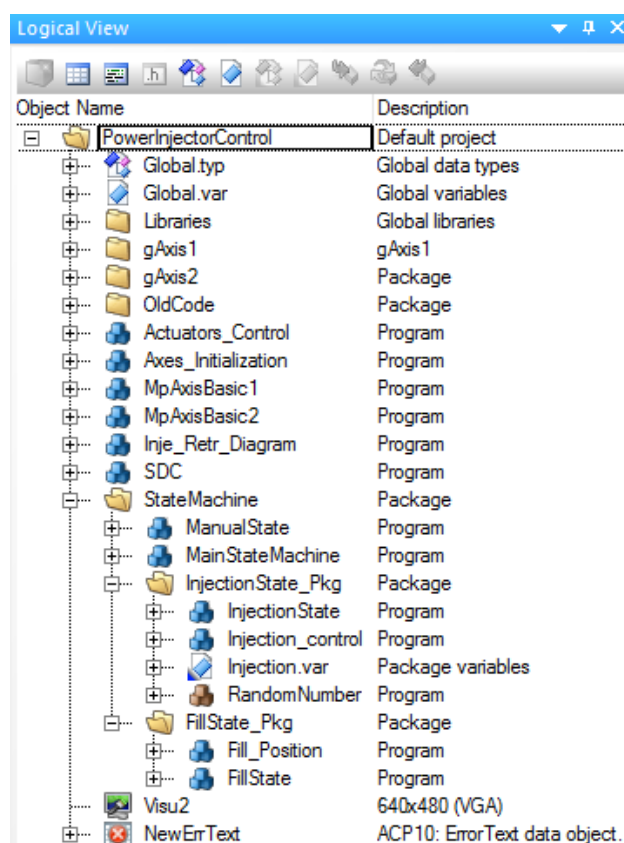 Logical View
.h
Object Name Description
PowerInjectorControl Default project
Global.typ Global data types
Global.var Global variables
Libraries Global libraries
gAxis1 gAxis1
gAxis2 Package
OldCode Package
Actuators_Control Program
Axes_Initialization Program
MpAxisBasic1 Program
MpAxisBasic2 Program
Inje_Retr_Diagram Program
SDC Program
StateMachine Package
ManualState Program
MainStateMachine Program
InjectionState_Pkg Package
InjectionState Program
Injection_control Program
Injection.var Package variables
RandomNumber Program
FillState_Pkg Package
Fill_Position Program
FillState Program
Visu2 640x480 (VGA)
NewErrText ACP10: ErrorText data object.